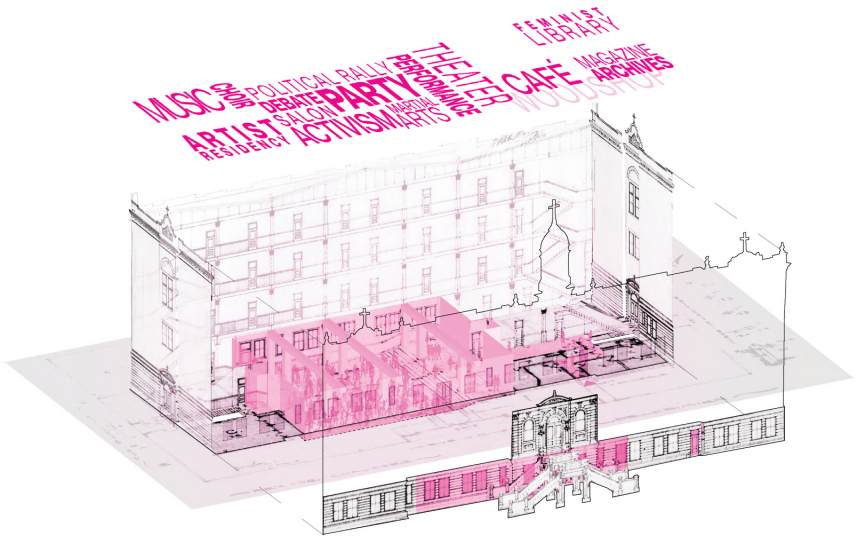 FEMINIST
LIBRARY
MUSIC
CHOIR
POLITICAL RALLY
DEBATE
PARTY
PERFORMANCE
THEATER
CAFÉ
MAGAZINE
ARCHIVES
WOODSHOP
ARTIST
RESIDENCY
SALON
ACTIVISM
MARTIAL
ARTS